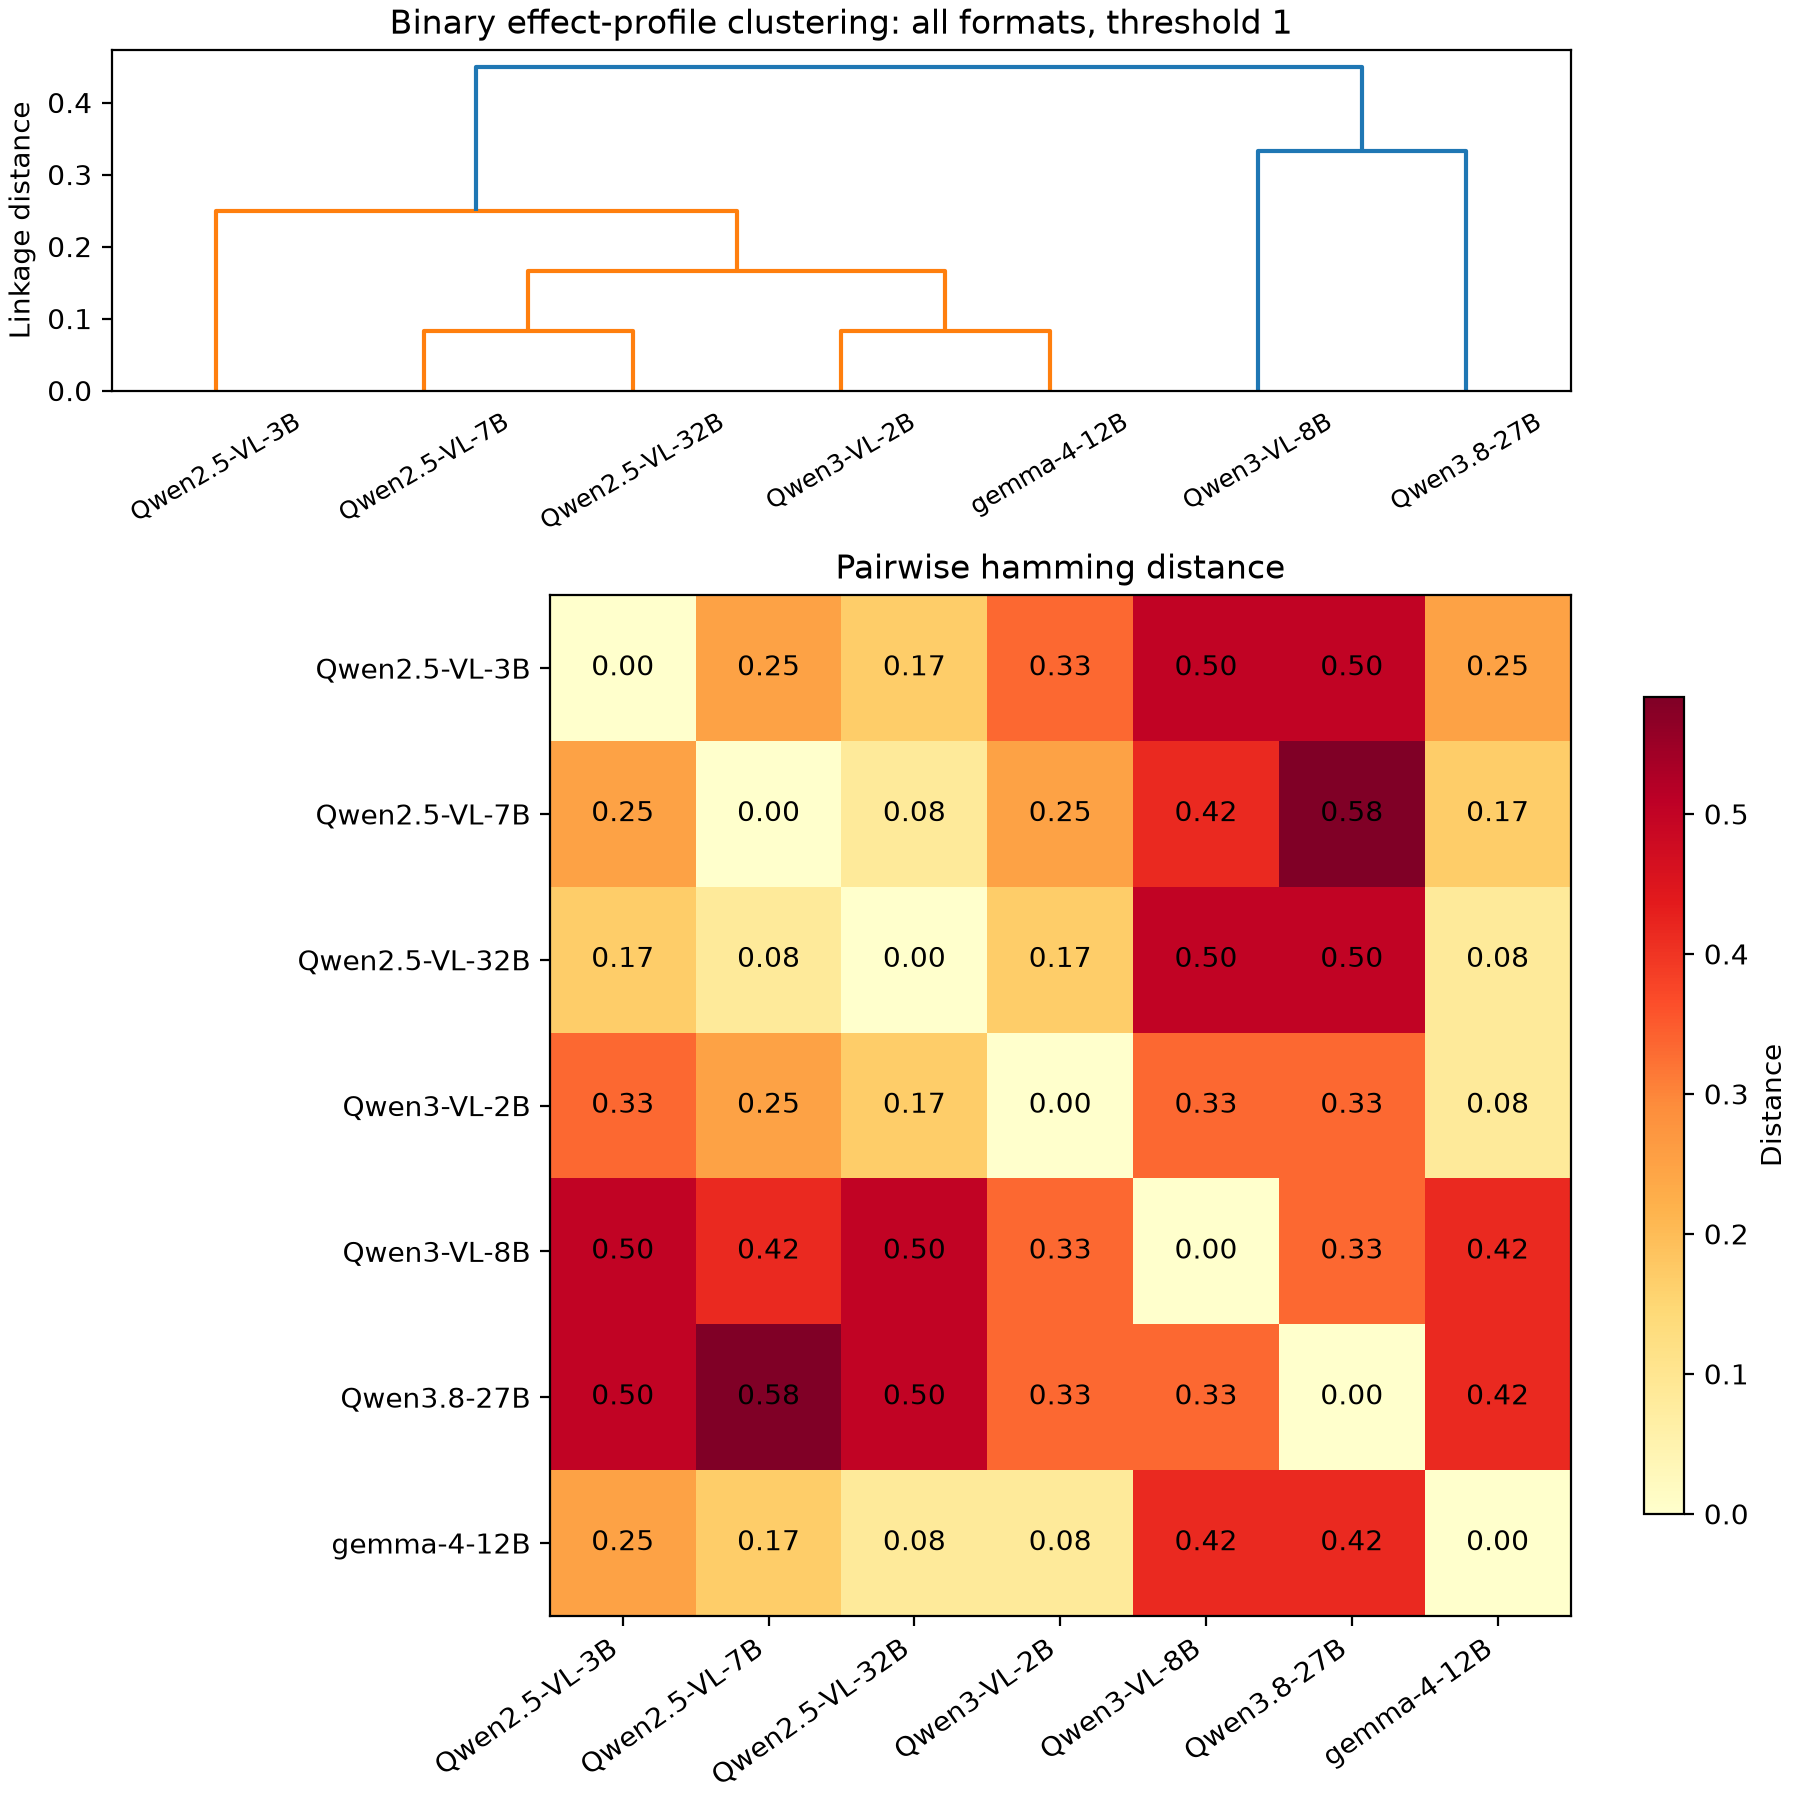 Binary effect-profile clustering: all formats, threshold 1
Linkage distance
0.4
0.3
0.2
0.1
0.0
Qwen2.5-VL-3B
Qwen2.5-VL-7B
Qwen2.5-VL-32B
Qwen3-VL-2B
gemma-4-12B
Qwen3-VL-8B
Qwen3.8-27B
Pairwise hamming distance
Qwen2.5-VL-3B 0.00 0.25 0.17 0.33 0.50 0.50 0.25
Qwen2.5-VL-7B 0.25 0.00 0.08 0.25 0.42 0.58 0.17
Qwen2.5-VL-32B 0.17 0.08 0.00 0.17 0.50 0.50 0.08
Qwen3-VL-2B 0.33 0.25 0.17 0.00 0.33 0.33 0.08
Qwen3-VL-8B 0.50 0.42 0.50 0.33 0.00 0.33 0.42
Qwen3.8-27B 0.50 0.58 0.50 0.33 0.33 0.00 0.42
gemma-4-12B 0.25 0.17 0.08 0.08 0.42 0.42 0.00
Qwen2.5-VL-3B
Qwen2.5-VL-7B
Qwen2.5-VL-32B
Qwen3-VL-2B
Qwen3-VL-8B
Qwen3.8-27B
gemma-4-12B
0.5
0.4
0.3
0.2
0.1
0.0
Distance